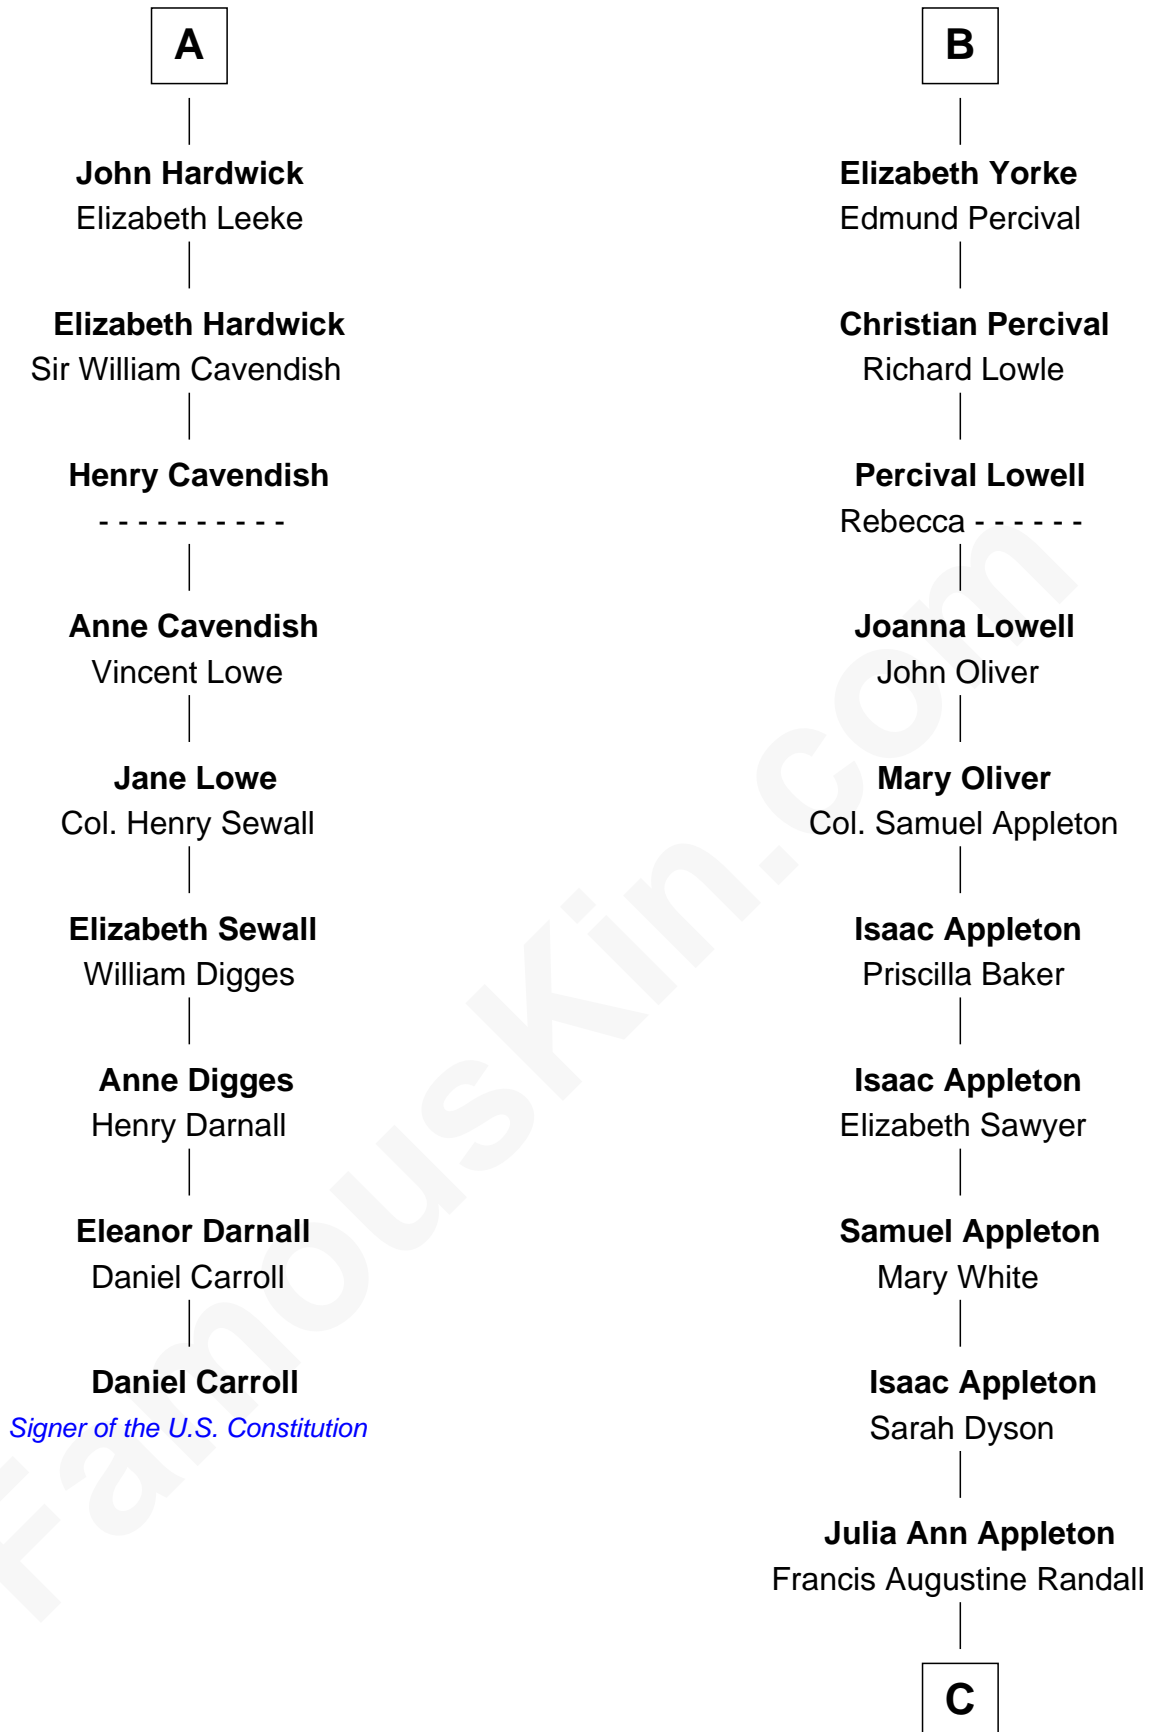 A
John Hardwick
Elizabeth Leeke
Elizabeth Hardwick
Sir William Cavendish
Henry Cavendish
- - - - - - - - - -
Anne Cavendish
Vincent Lowe
Jane Lowe
Col. Henry Sewall
Elizabeth Sewall
William Digges
Anne Digges
Henry Darnall
Eleanor Darnall
Daniel Carroll
Daniel Carroll
Signer of the U.S. Constitution
B
Elizabeth Yorke
Edmund Percival
Christian Percival
Richard Lowle
Percival Lowell
Rebecca - - - - - -
Joanna Lowell
John Oliver
Mary Oliver
Col. Samuel Appleton
Isaac Appleton
Priscilla Baker
Isaac Appleton
Elizabeth Sawyer
Samuel Appleton
Mary White
Isaac Appleton
Sarah Dyson
Julia Ann Appleton
Francis Augustine Randall
C
FamousKin.com